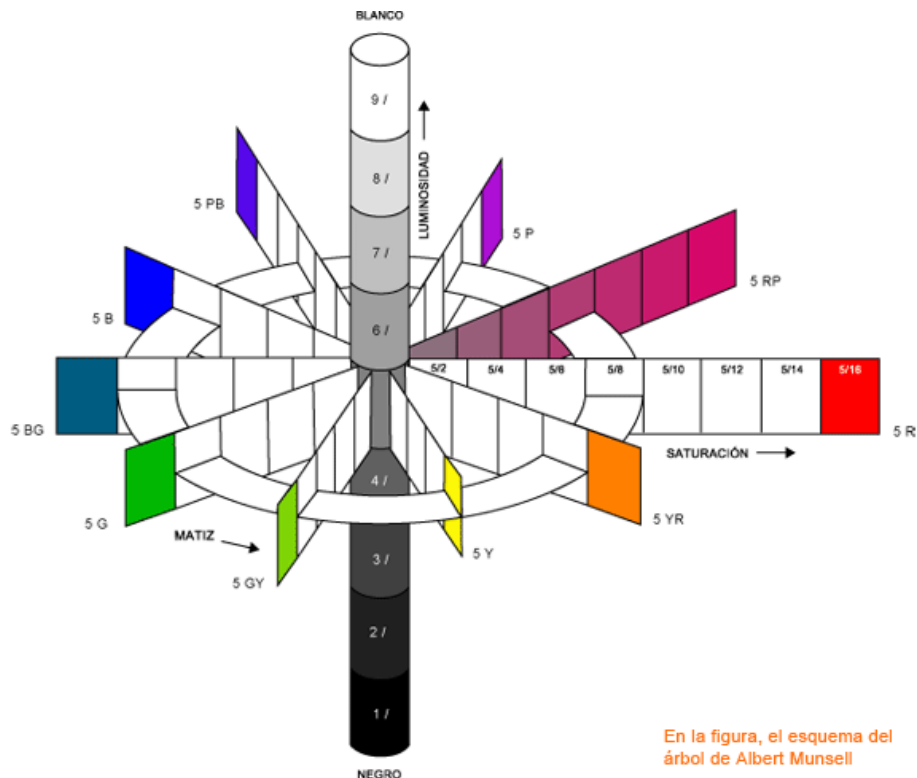 BLANCO
9 /
8 /
7 /
6 /
LUMINOSIDAD
5 PB
5 P
5 B
5 RP
5/2 5/4 5/6 5/8 5/10 5/12 5/14 5/16
5 BG
5 R
SATURACIÓN
4 /
5 G
5 YR
MATIZ
5 Y
3 /
5 GY
2 /
1 /
NEGRO
En la figura, el esquema del
árbol de Albert Munsell